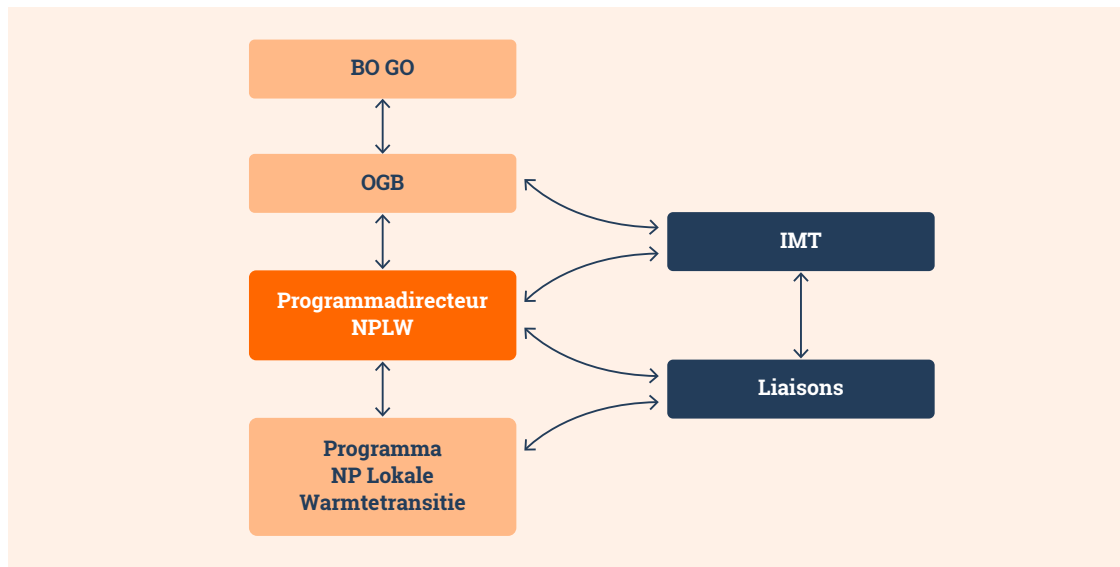 BO GO
OGB
Programmadirecteur
NPLW
Programma
NP Lokale
Warmtetransitie
IMT
Liaisons